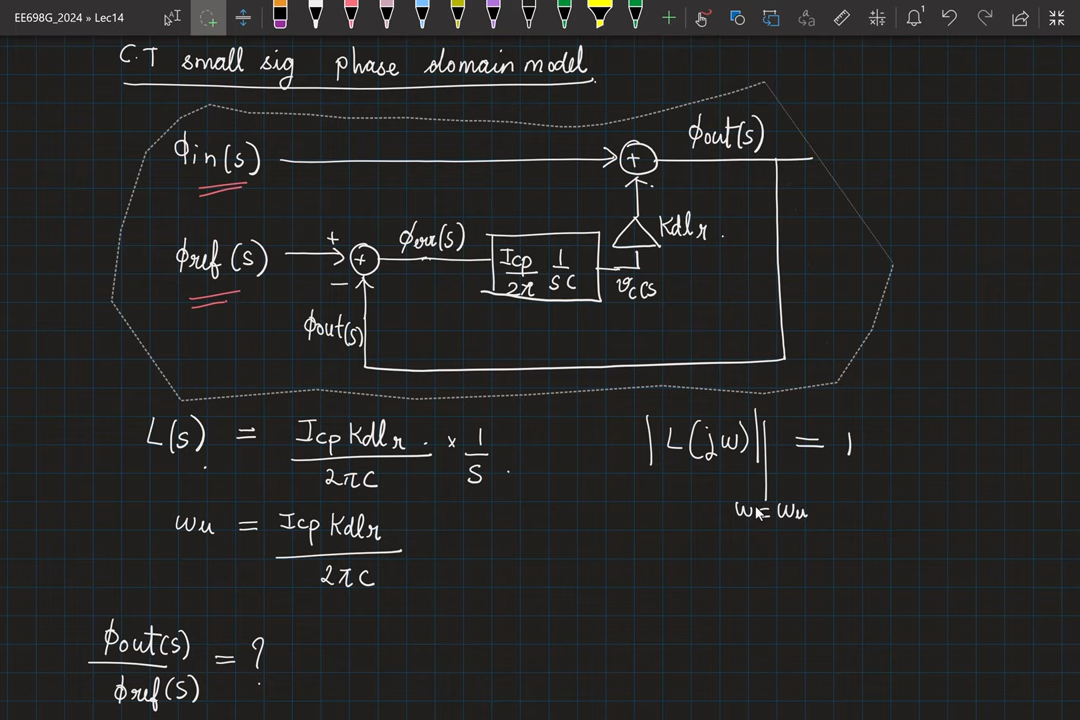 EE698G_2024 » Lec14
C.T small sig phase domain model
ϕin(s)
+
ϕout(s)
Kdlr.
ϕref(s)
+
+
−
ϕerr(s)
Icp/2π 1/SC
vc(s)
ϕout(s)
L(s) = Icp Kdlr/2πC × 1/S
|L(jω)| = 1
ω = ωu
ωu = Icp Kdlr/2πC
ϕout(s)/ϕref(s) = ?